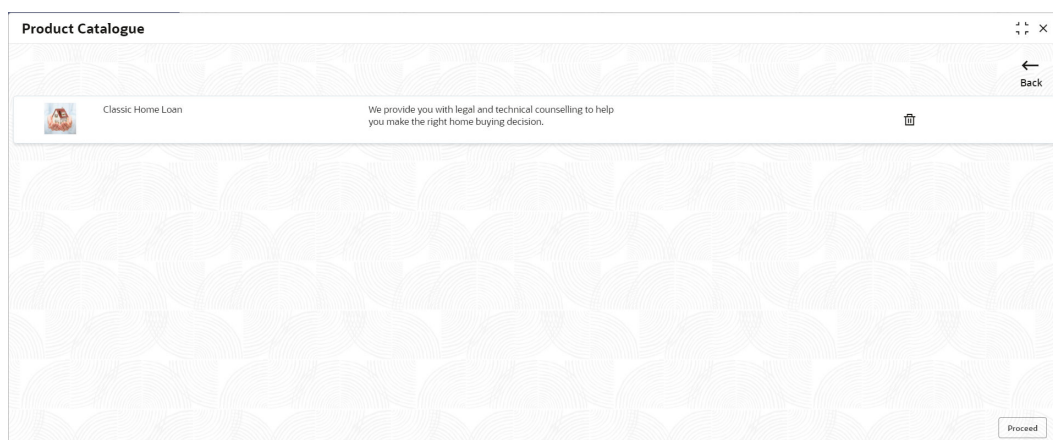 Product Catalogue
Back
Classic Home Loan
We provide you with legal and technical counselling to help
you make the right home buying decision.
Proceed